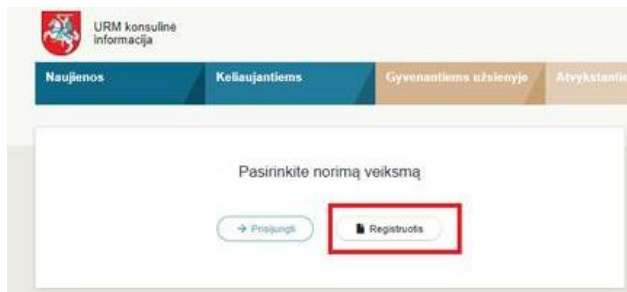 URM konsulinė
informacija
Naujienos
Keliaujantiems
Gyvenantiems užsienyje
Pasirinkite norimą veiksmą
Prisijungti
Registruotis